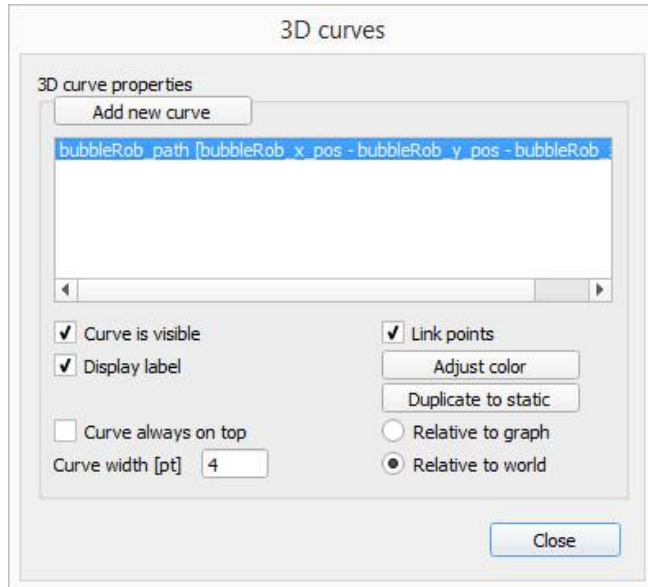 3D curves
3D curve properties
Add new curve
bubbleRob_path [bubbleRob_x_pos - bubbleRob_y_pos - bubbleRob_
Curve is visible
Link points
Display label
Adjust color
Duplicate to static
Curve always on top
Relative to graph
Curve width [pt] 4
Relative to world
Close